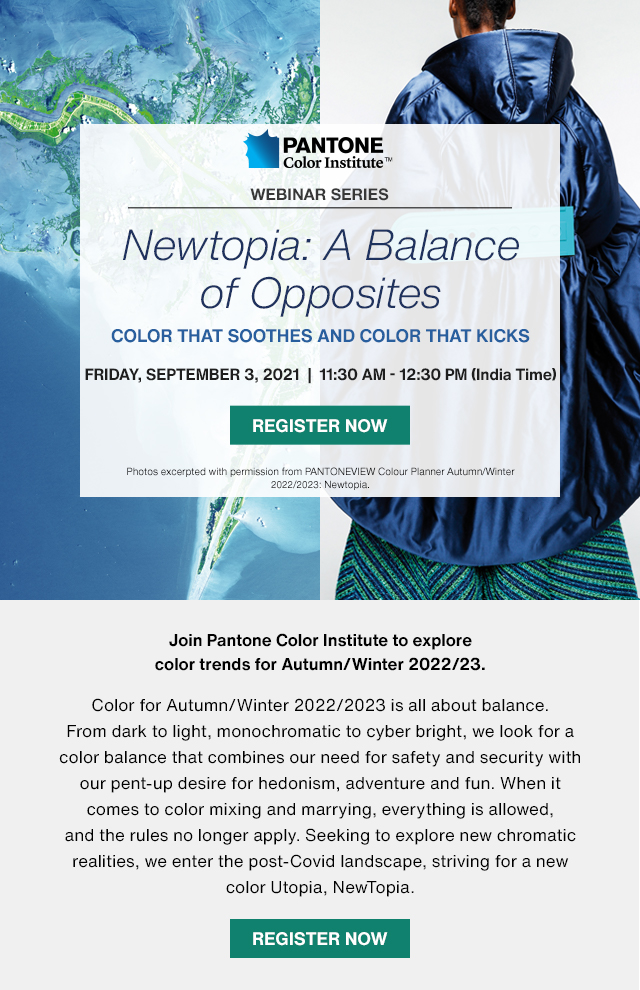 PANTONE
Color Institute™
WEBINAR SERIES
Newtopia: A Balance
of Opposites
COLOR THAT SOOTHES AND COLOR THAT KICKS
FRIDAY, SEPTEMBER 3, 2021 | 11:30 AM - 12:30 PM (India Time)
REGISTER NOW
Photos excerpted with permission from PANTONEVIEW Colour Planner Autumn/Winter
2022/2023: Newtopia.
Join Pantone Color Institute to explore
color trends for Autumn/Winter 2022/23.
Color for Autumn/Winter 2022/2023 is all about balance.
From dark to light, monochromatic to cyber bright, we look for a
color balance that combines our need for safety and security with
our pent-up desire for hedonism, adventure and fun. When it
comes to color mixing and marrying, everything is allowed,
and the rules no longer apply. Seeking to explore new chromatic
realities, we enter the post-Covid landscape, striving for a new
color Utopia, NewTopia.
REGISTER NOW